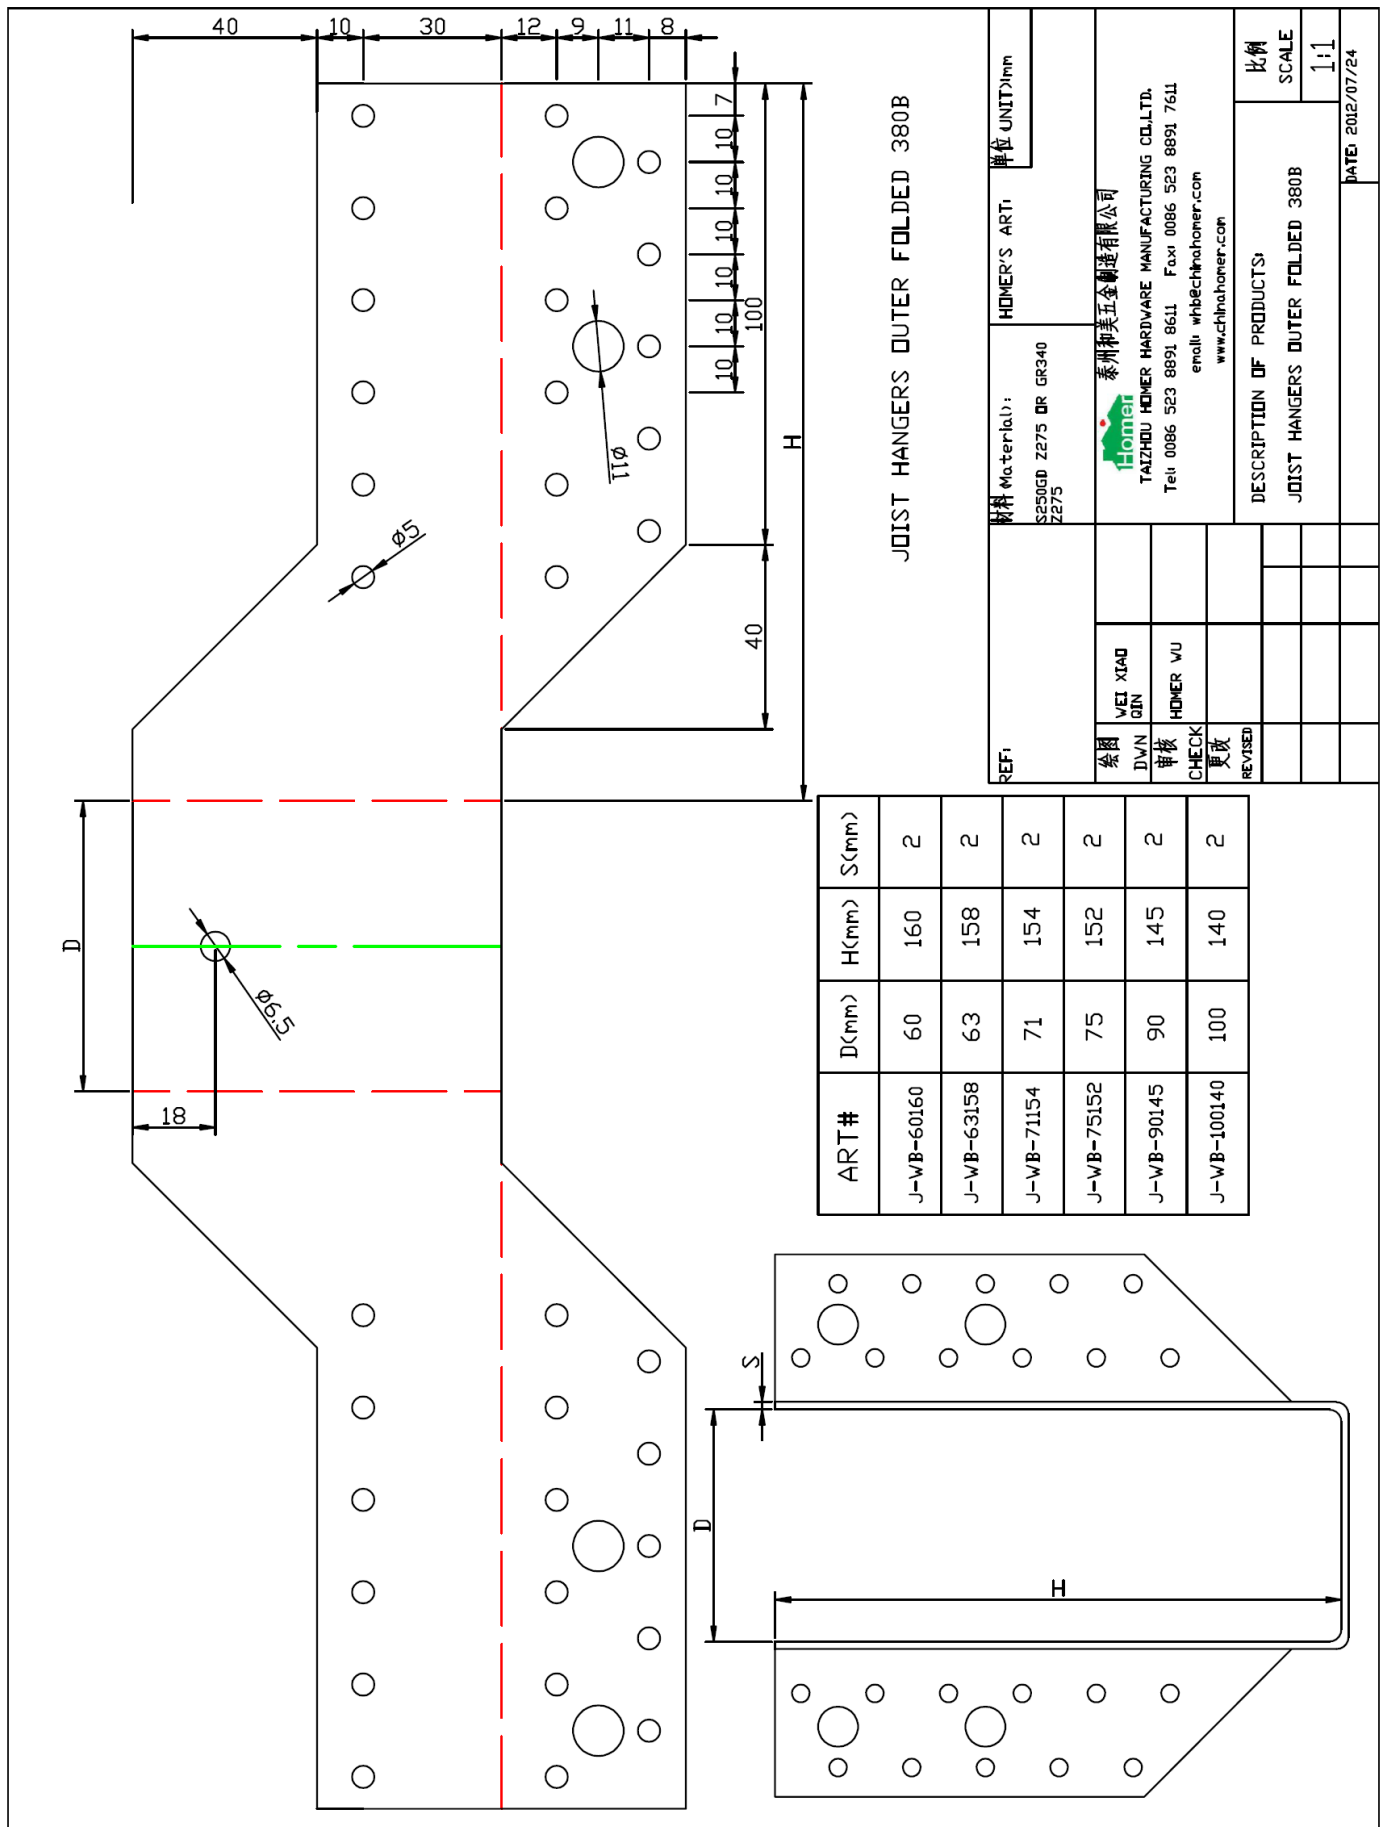 40
10
30
12
9
11
8
7
10
10
10
10
10
10
100
40
H
Ø11
Ø5
D
Ø6.5
18
JOIST HANGERS OUTER FOLDED 380B
ART# D(mm) H(mm) S(mm)
J-WB-60160 60 160 2
J-WB-63158 63 158 2
J-WB-71154 71 154 2
J-WB-75152 75 152 2
J-WB-90145 90 145 2
J-WB-100140 100 140 2
S
D
H
REF:
材料(Material):
S250GD Z275 OR GR340
Z275
HOMER'S ART:
单位(UNIT):mm
Homer
泰州和美五金制造有限公司
TAIZHOU HOMER HARDWARE MANUFACTURING CO.,LTD.
Tel: 0086 523 8891 8611 Fax: 0086 523 8891 7611
email: whb@chinahomer.com
www.chinahomer.com
绘图
DWN
WEI XIAO
QIN
审核
CHECK
HOMER WU
更改
REVISED
DESCRIPTION OF PRODUCTS:
JOIST HANGERS OUTER FOLDED 380B
比例
SCALE
1:1
DATE: 2012/07/24